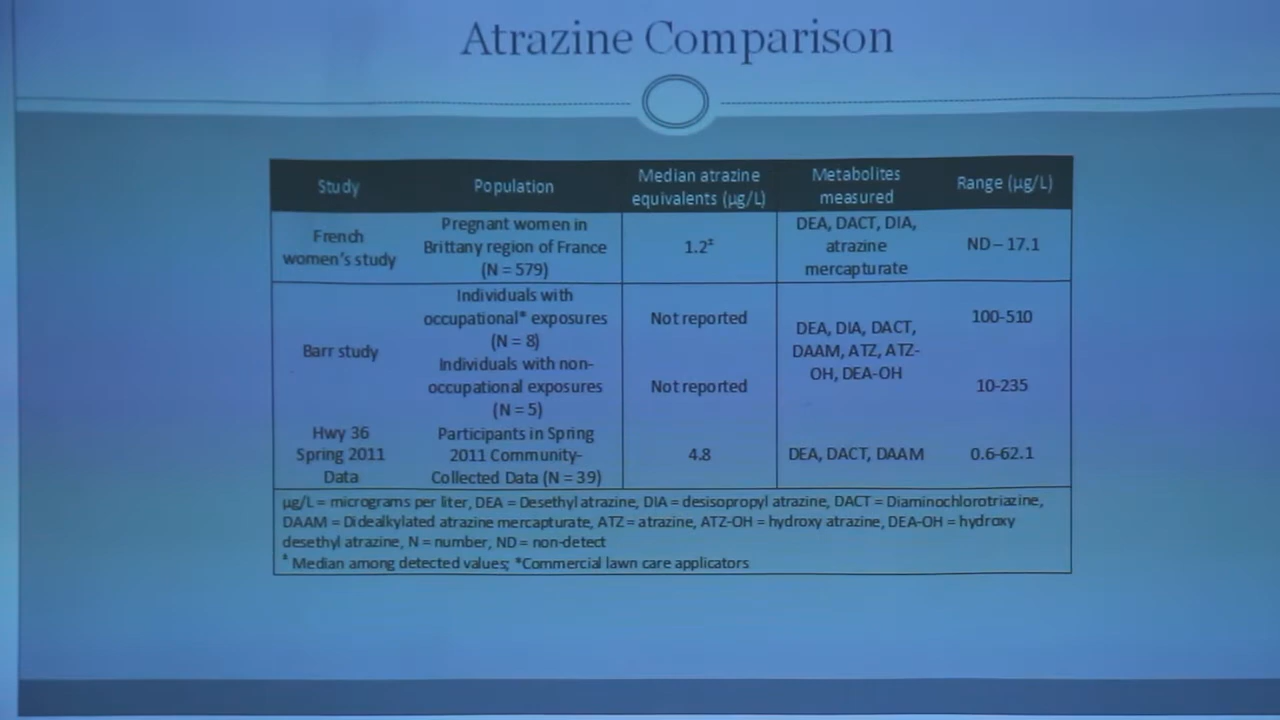 Atrazine Comparison
Study
Population
Median atrazine
equivalents (µg/L)
Metabolites
measured
Range (µg/L)
French
women's study
Pregnant women in
Brittany region of France
(N = 579)
1.2‡
DEA, DACT, DIA,
atrazine
mercapturate
ND – 17.1
Barr study
Individuals with
occupational* exposures
(N = 8)
Not reported
DEA, DIA, DACT,
DAAM, ATZ, ATZ-
OH, DEA-OH
100-510
Individuals with non-
occupational exposures
(N = 5)
Not reported
10-235
Hwy 36
Spring 2011
Data
Participants in Spring
2011 Community-
Collected Data (N = 39)
4.8
DEA, DACT, DAAM
0.6-62.1
µg/L = micrograms per liter, DEA = Desethyl atrazine, DIA = desisopropyl atrazine, DACT = Diaminochlorotriazine,
DAAM = Didealkylated atrazine mercapturate, ATZ = atrazine, ATZ-OH = hydroxy atrazine, DEA-OH = hydroxy
desethyl atrazine, N = number, ND = non-detect
‡ Median among detected values; *Commercial lawn care applicators